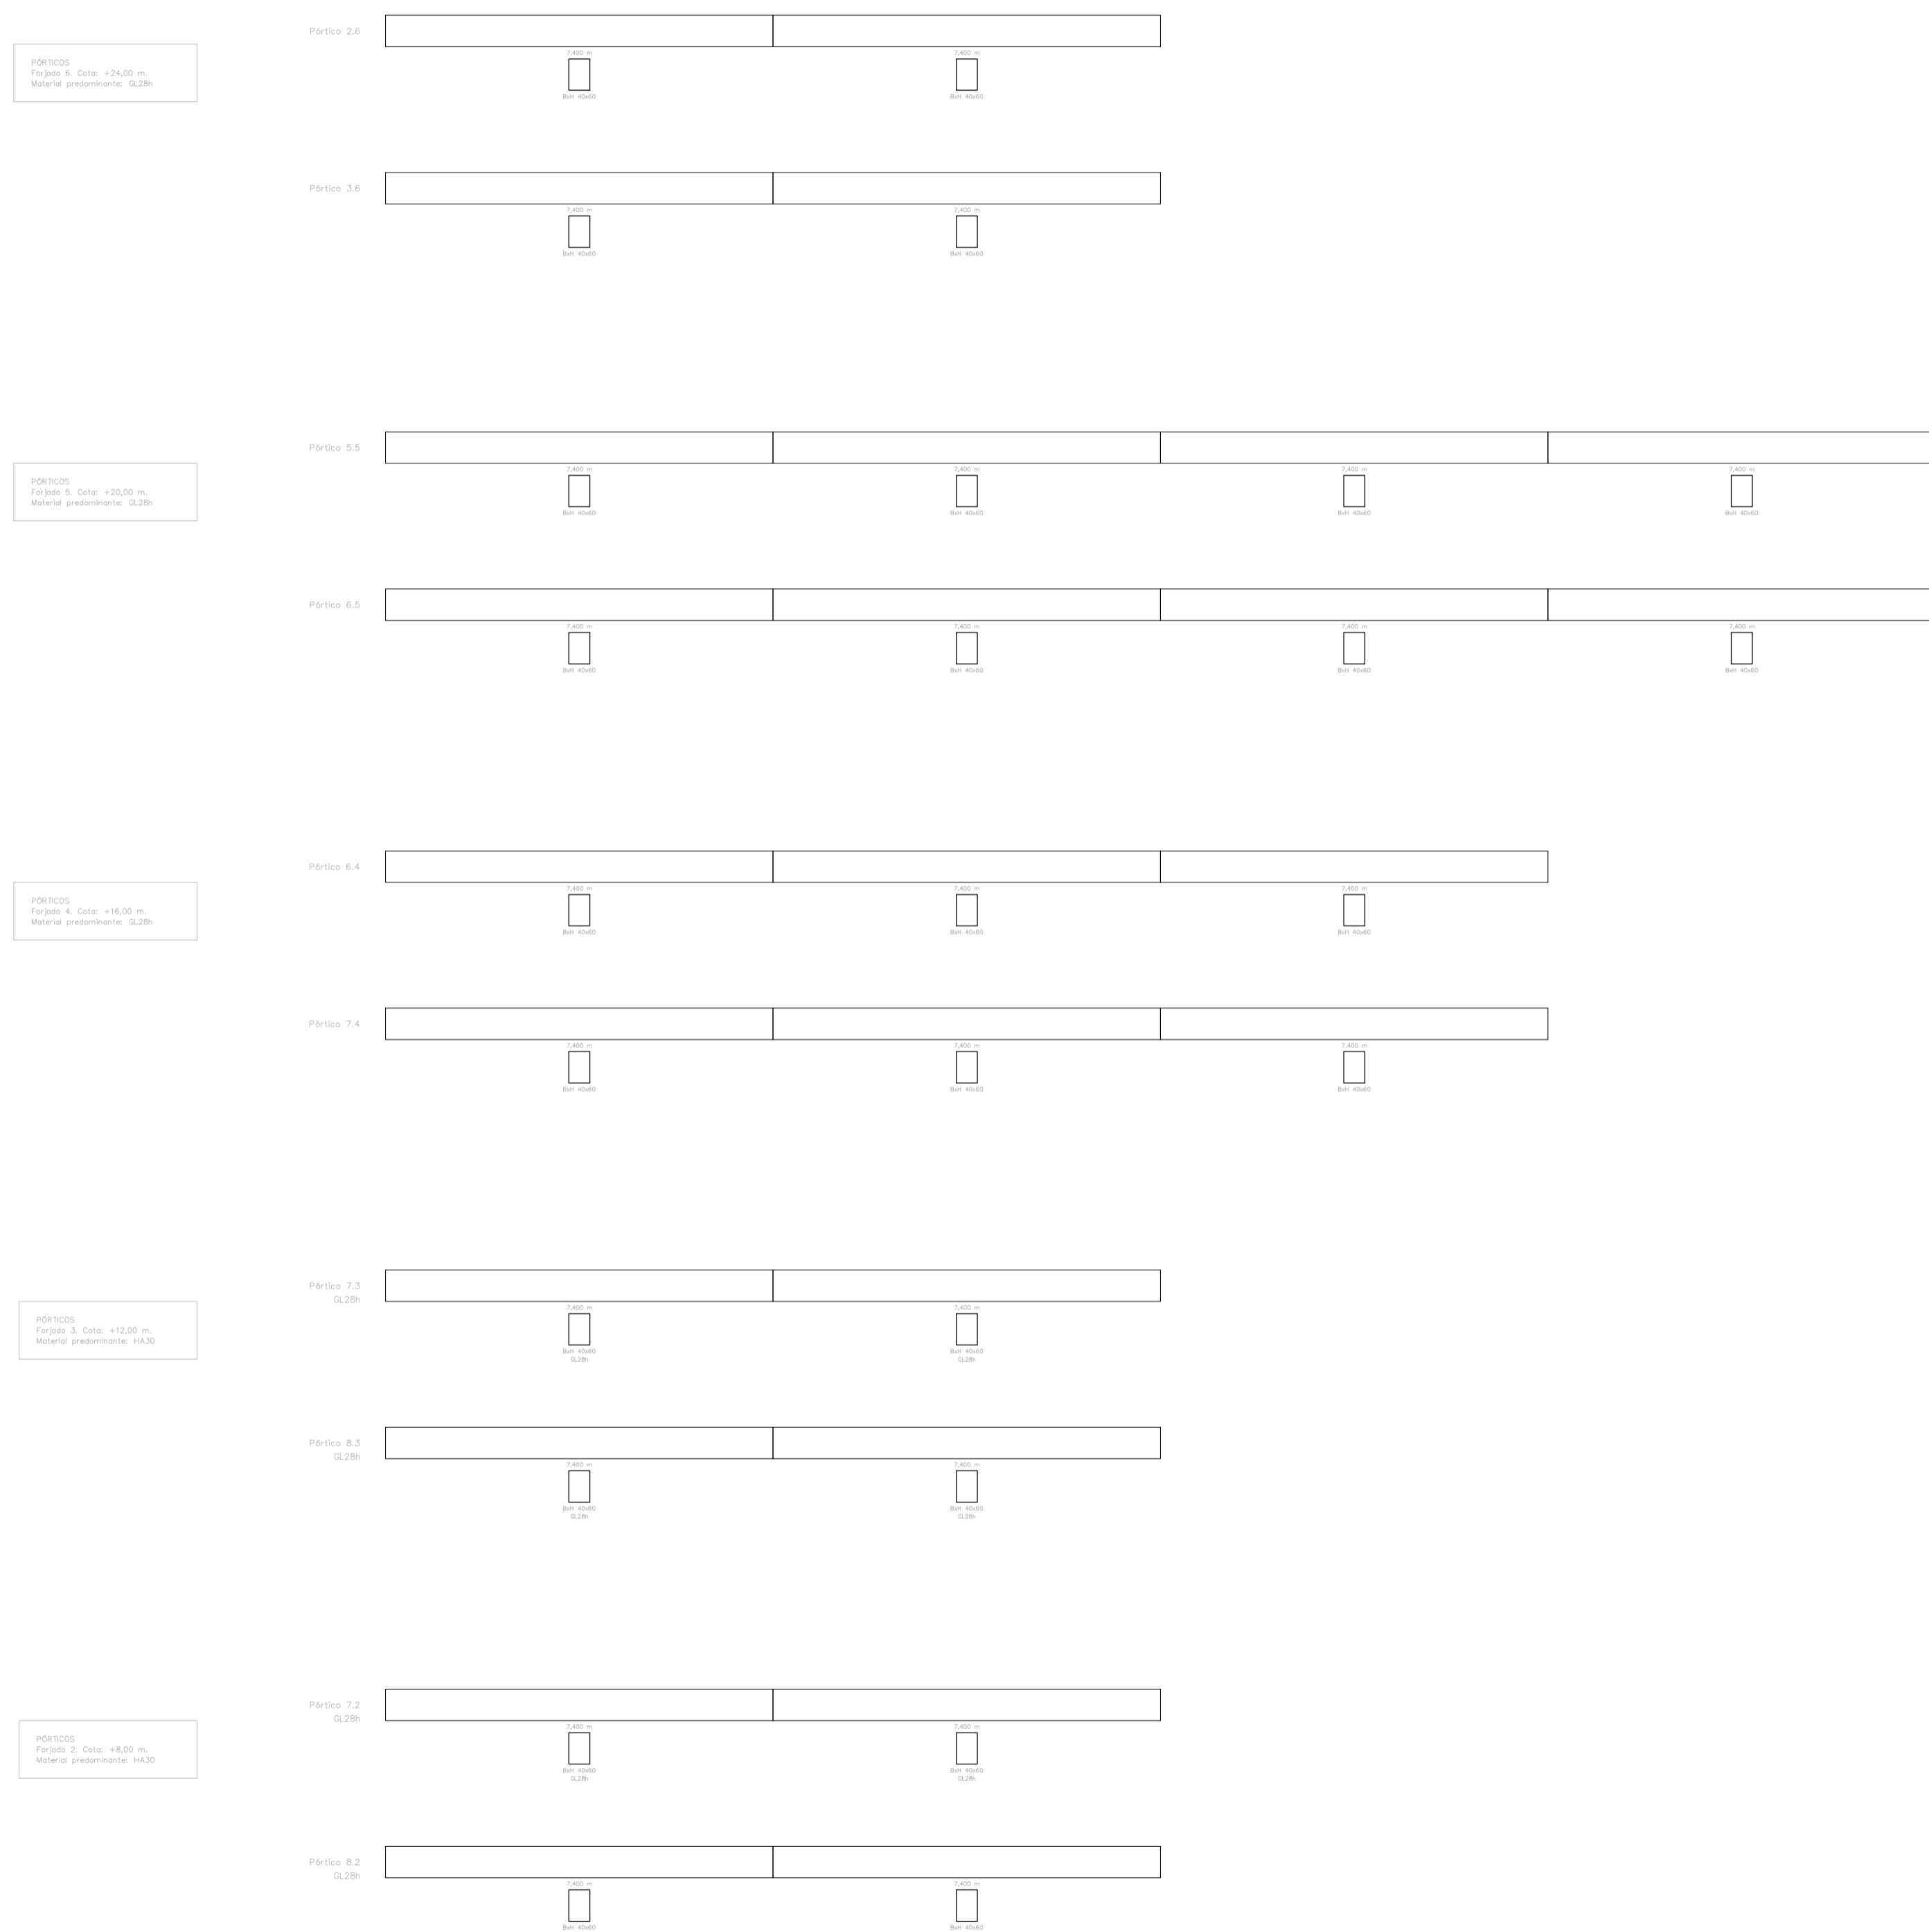 Pórtico 2.6
PÓRTICOS
Forjado 6. Cota: +24,00 m.
Material predominante: GL28h
7,400 m
7,400 m
BxH 40x60
BxH 40x60
Pórtico 3.6
7,400 m
7,400 m
BxH 40x60
BxH 40x60
Pórtico 5.5
PÓRTICOS
Forjado 5. Cota: +20,00 m.
Material predominante: GL28h
7,400 m
7,400 m
7,400 m
7,400 m
BxH 40x60
BxH 40x60
BxH 40x60
BxH 40x60
Pórtico 6.5
7,400 m
7,400 m
7,400 m
7,400 m
BxH 40x60
BxH 40x60
BxH 40x60
BxH 40x60
Pórtico 6.4
PÓRTICOS
Forjado 4. Cota: +16,00 m.
Material predominante: GL28h
7,400 m
7,400 m
7,400 m
BxH 40x60
BxH 40x60
BxH 40x60
Pórtico 7.4
7,400 m
7,400 m
7,400 m
BxH 40x60
BxH 40x60
BxH 40x60
Pórtico 7.3
GL28h
PÓRTICOS
Forjado 3. Cota: +12,00 m.
Material predominante: HA30
7,400 m
7,400 m
BxH 40x60
GL28h
BxH 40x60
GL28h
Pórtico 8.3
GL28h
7,400 m
7,400 m
BxH 40x60
GL28h
BxH 40x60
GL28h
Pórtico 7.2
GL28h
PÓRTICOS
Forjado 2. Cota: +8,00 m.
Material predominante: HA30
7,400 m
7,400 m
BxH 40x60
GL28h
BxH 40x60
GL28h
Pórtico 8.2
GL28h
7,400 m
7,400 m
BxH 40x60
BxH 40x60